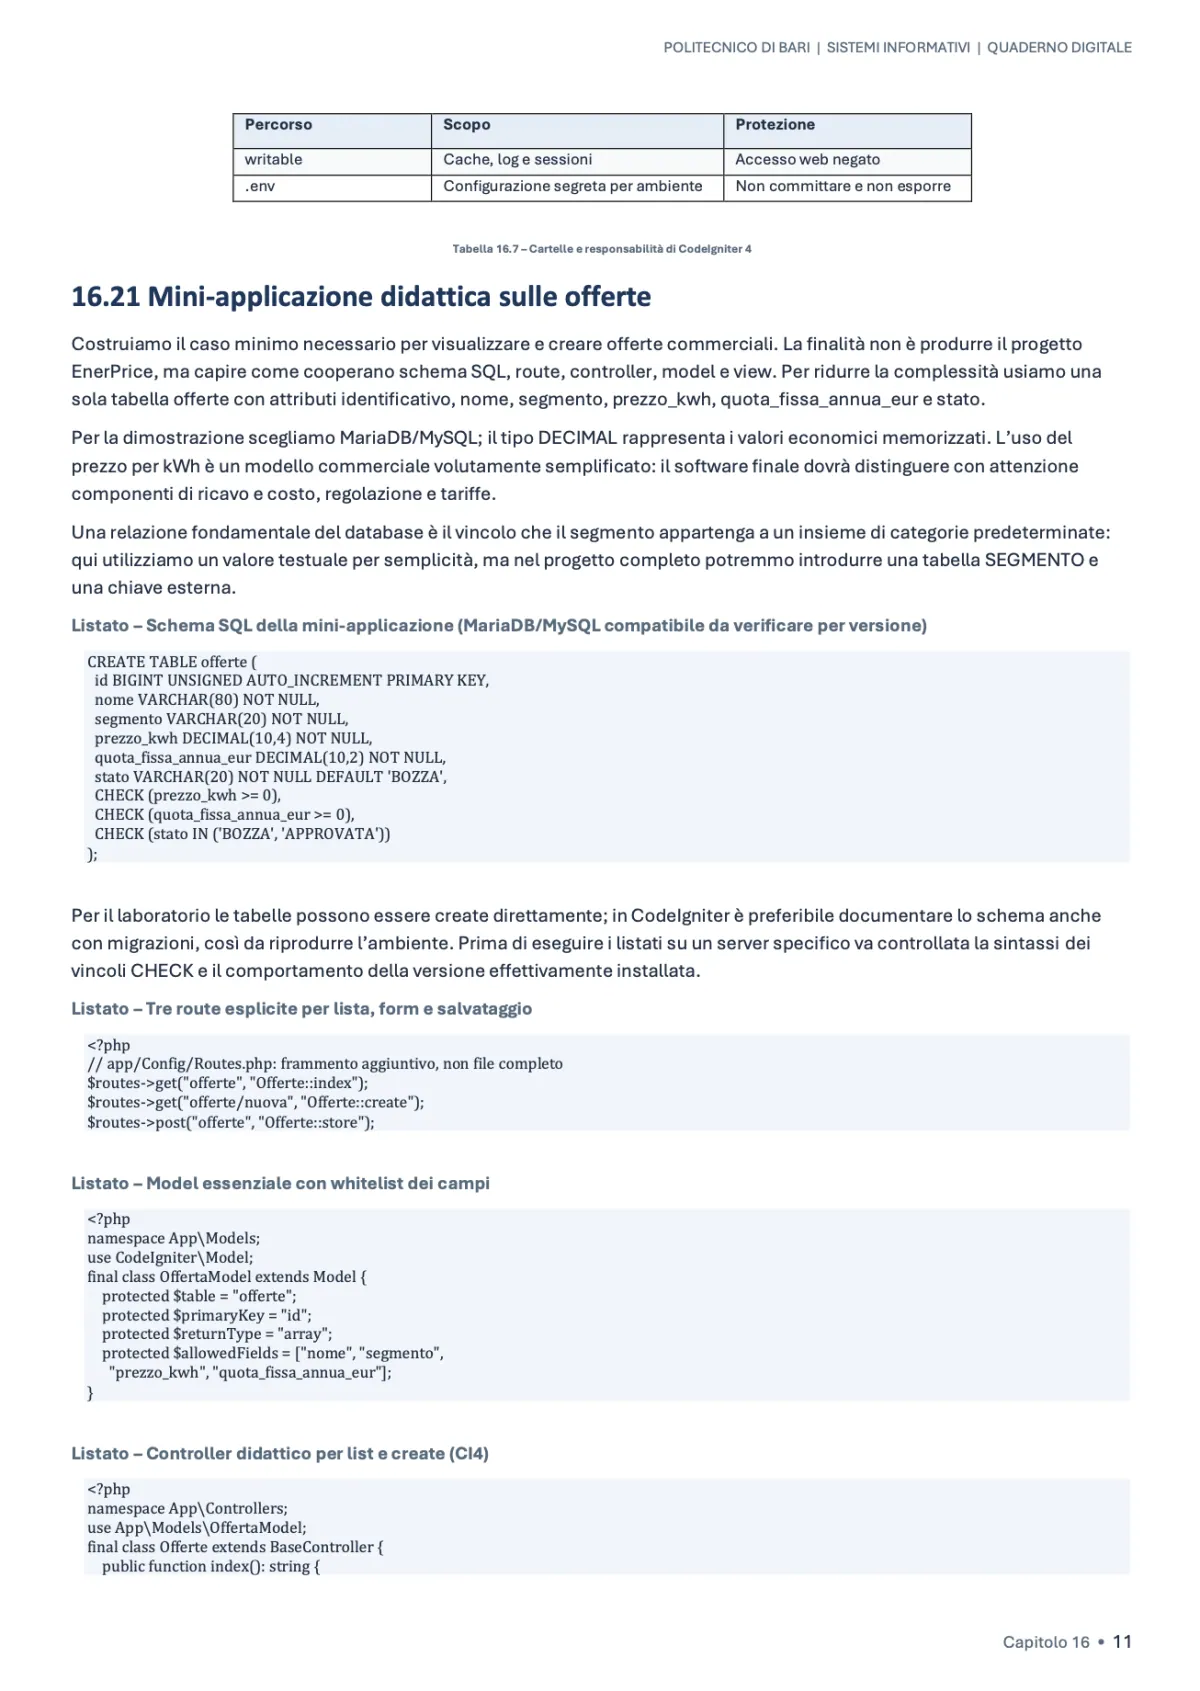 POLITECNICO DI BARI | SISTEMI INFORMATIVI | QUADERNO DIGITALE
Percorso Scopo Protezione
writable Cache, log e sessioni Accesso web negato
.env Configurazione segreta per ambiente Non committare e non esporre
Tabella 16.7 – Cartelle e responsabilità di CodeIgniter 4
16.21 Mini-applicazione didattica sulle offerte
Costruiamo il caso minimo necessario per visualizzare e creare offerte commerciali. La finalità non è produrre il progetto
EnerPrice, ma capire come cooperano schema SQL, route, controller, model e view. Per ridurre la complessità usiamo una
sola tabella offerte con attributi identificativo, nome, segmento, prezzo_kwh, quota_fissa_annua_eur e stato.
Per la dimostrazione scegliamo MariaDB/MySQL; il tipo DECIMAL rappresenta i valori economici memorizzati. L’uso del
prezzo per kWh è un modello commerciale volutamente semplificato: il software finale dovrà distinguere con attenzione
componenti di ricavo e costo, regolazione e tariffe.
Una relazione fondamentale del database è il vincolo che il segmento appartenga a un insieme di categorie predeterminate:
qui utilizziamo un valore testuale per semplicità, ma nel progetto completo potremmo introdurre una tabella SEGMENTO e
una chiave esterna.
Listato – Schema SQL della mini-applicazione (MariaDB/MySQL compatibile da verificare per versione)
CREATE TABLE offerte (
id BIGINT UNSIGNED AUTO_INCREMENT PRIMARY KEY,
nome VARCHAR(80) NOT NULL,
segmento VARCHAR(20) NOT NULL,
prezzo_kwh DECIMAL(10,4) NOT NULL,
quota_fissa_annua_eur DECIMAL(10,2) NOT NULL,
stato VARCHAR(20) NOT NULL DEFAULT 'BOZZA',
CHECK (prezzo_kwh >= 0),
CHECK (quota_fissa_annua_eur >= 0),
CHECK (stato IN ('BOZZA', 'APPROVATA'))
);
Per il laboratorio le tabelle possono essere create direttamente; in CodeIgniter è preferibile documentare lo schema anche
con migrazioni, così da riprodurre l’ambiente. Prima di eseguire i listati su un server specifico va controllata la sintassi dei
vincoli CHECK e il comportamento della versione effettivamente installata.
Listato – Tre route esplicite per lista, form e salvataggio
<?php
// app/Config/Routes.php: frammento aggiuntivo, non file completo
$routes->get("offerte", "Offerte::index");
$routes->get("offerte/nuova", "Offerte::create");
$routes->post("offerte", "Offerte::store");
Listato – Model essenziale con whitelist dei campi
<?php
namespace App\Models;
use CodeIgniter\Model;
final class OffertaModel extends Model {
protected $table = "offerte";
protected $primaryKey = "id";
protected $returnType = "array";
protected $allowedFields = ["nome", "segmento",
"prezzo_kwh", "quota_fissa_annua_eur"];
}
Listato – Controller didattico per list e create (CI4)
<?php
namespace App\Controllers;
use App\Models\OffertaModel;
final class Offerte extends BaseController {
public function index(): string {
Capitolo 16 • 11